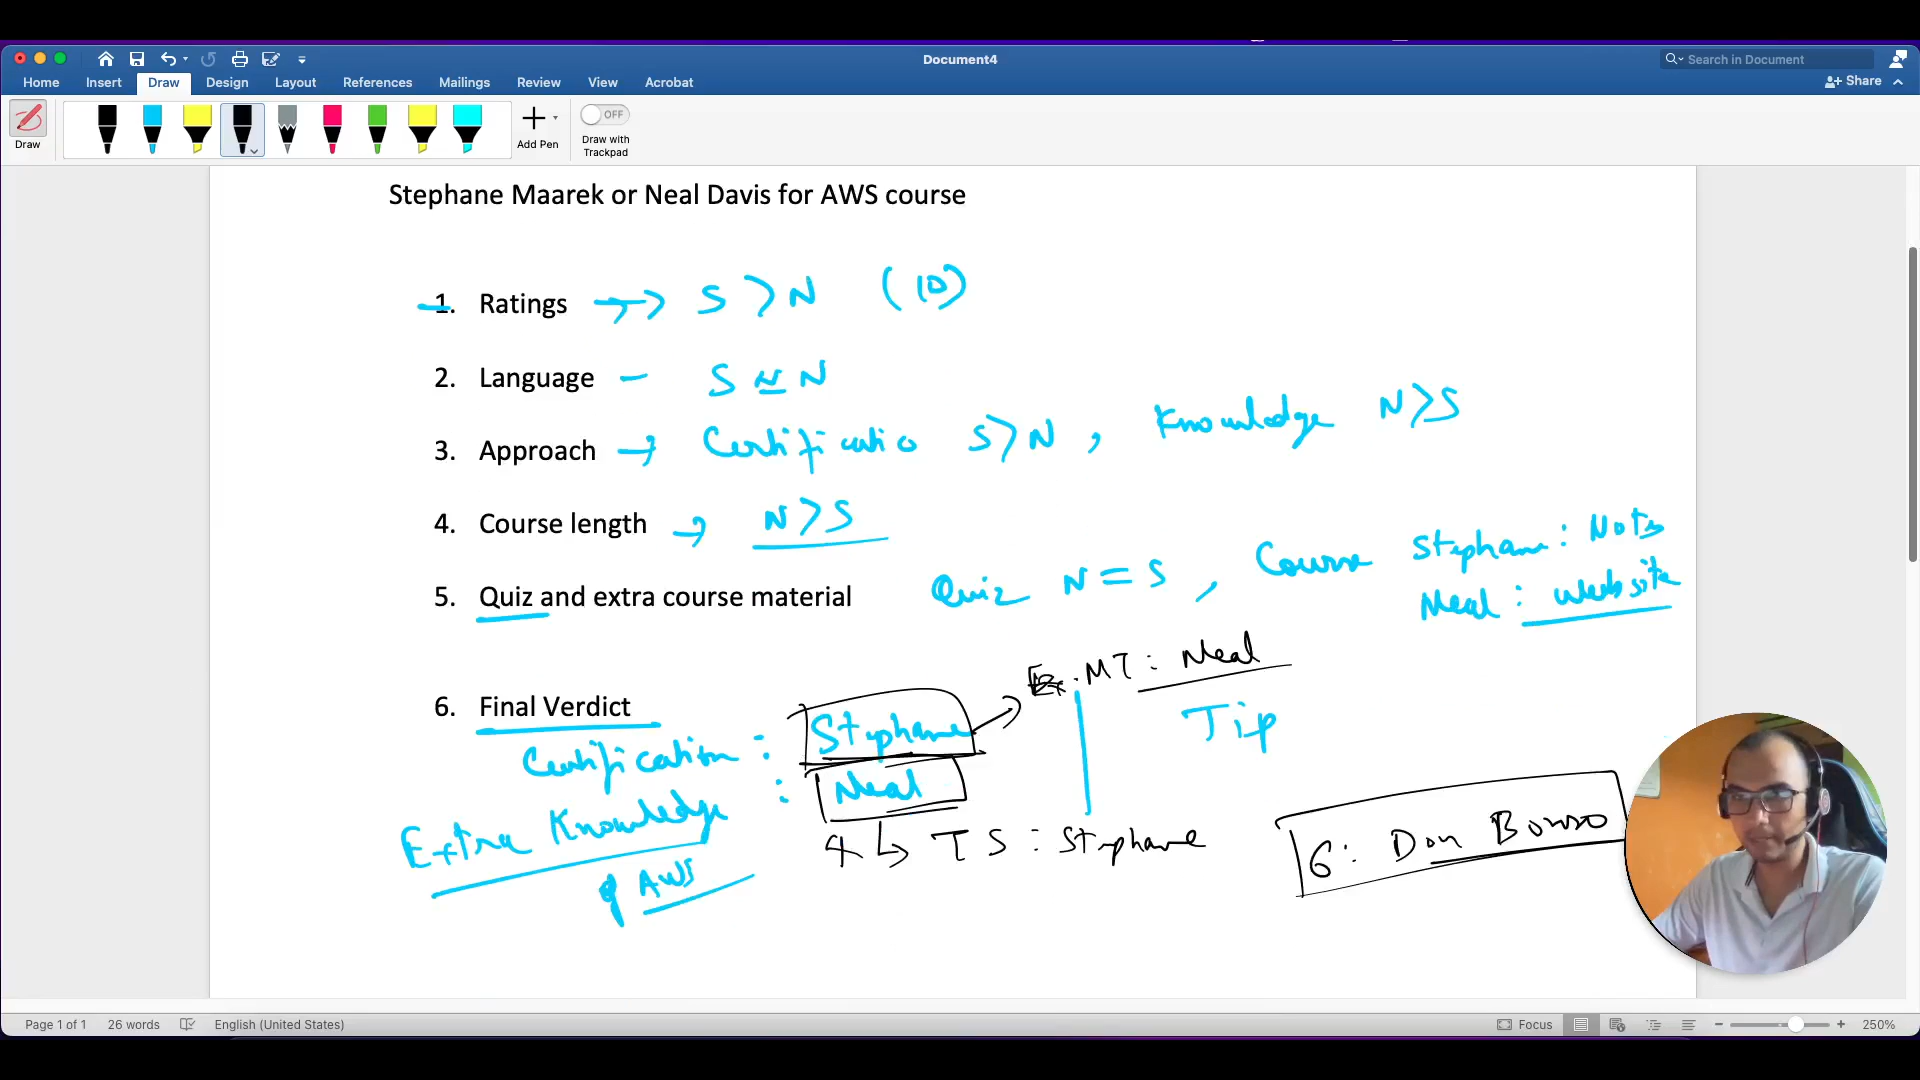 Document4
Search in Document
Home Insert Draw Design Layout References Mailings Review View Acrobat
Share
Draw
Add Pen
OFF
Draw with
Trackpad
Stephane Maarek or Neal Davis for AWS course
1. Ratings → S > N (10)
2. Language - S ≅ N
3. Approach → Certificatio S > N , Knowledge N > S
4. Course length → N > S
5. Quiz and extra course material Quiz N = S , Course Stephane : Nots
Neal : website
MT : Neal
Tip
6. Final Verdict
Certification : Stephane
Extra Knowledge : Neal
of AWS
TS : Stephane
G: Don Bonso
Page 1 of 1 26 words English (United States) Focus 250%